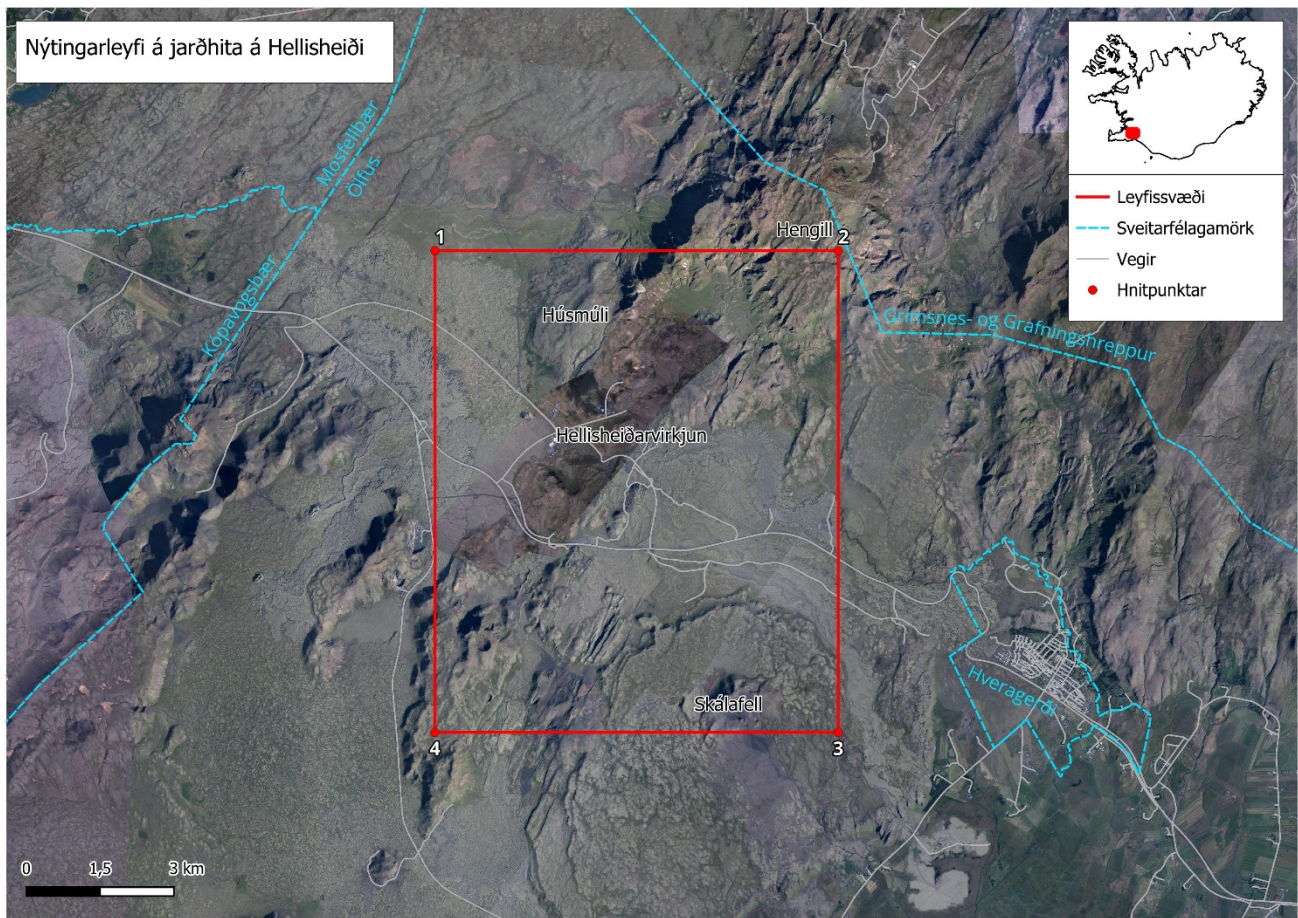 Nýtingarleyfi á jarðhita á Hellisheiði
Leyfissvæði
Sveitarfélagamörk
Vegir
Hnitpunktar
Mosfellbær
Ölfus
Kópavogsbær
1
Hengill
2
Húsmúli
Grímsnes- og Grafningshreppur
Hellisheiðarvirkjun
Hveragerði
Skálafell
4
3
0 1,5 3 km